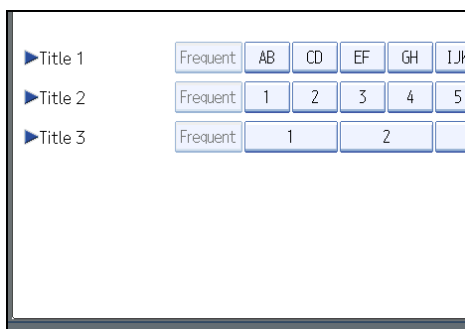 Title 1 Frequent AB CD EF GH IJK
Title 2 Frequent 1 2 3 4 5
Title 3 Frequent 1 2